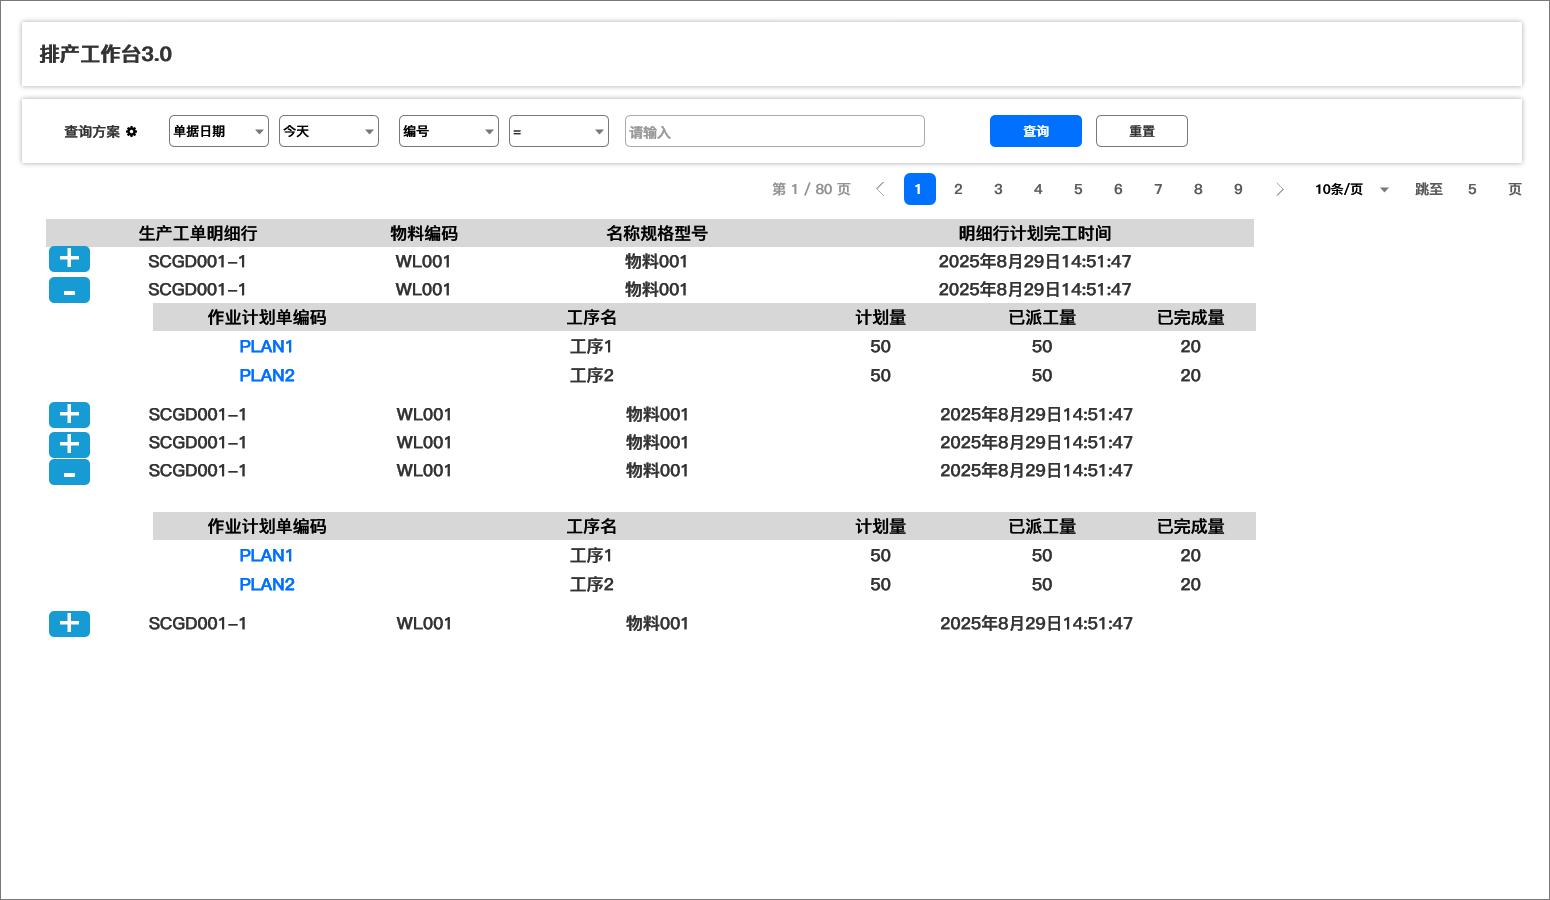 排产工作台3.0
查询方案 单据日期 今天 编号 = 请输入 查询 重置
第 1 / 80 页 1 2 3 4 5 6 7 8 9 10条/页 跳至 5 页
生产工单明细行 物料编码 名称规格型号 明细行计划完工时间
+ SCGD001-1 WL001 物料001 2025年8月29日14:51:47
- SCGD001-1 WL001 物料001 2025年8月29日14:51:47
作业计划单编码 工序名 计划量 已派工量 已完成量
PLAN1 工序1 50 50 20
PLAN2 工序2 50 50 20
+ SCGD001-1 WL001 物料001 2025年8月29日14:51:47
+ SCGD001-1 WL001 物料001 2025年8月29日14:51:47
- SCGD001-1 WL001 物料001 2025年8月29日14:51:47
作业计划单编码 工序名 计划量 已派工量 已完成量
PLAN1 工序1 50 50 20
PLAN2 工序2 50 50 20
+ SCGD001-1 WL001 物料001 2025年8月29日14:51:47